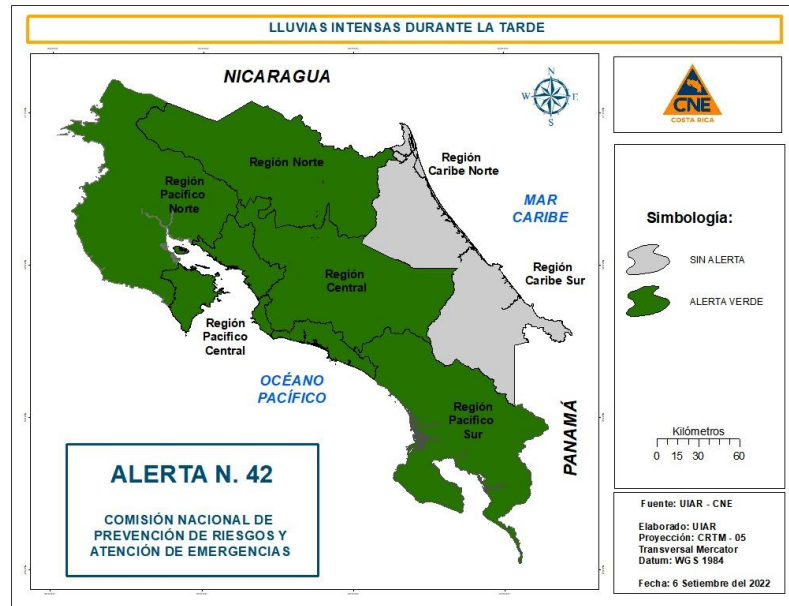 LLUVIAS INTENSAS DURANTE LA TARDE
NICARAGUA
N
W
E
S
CNE
COSTA RICA
Región
Caribe Norte
Región Norte
Región
Pacífico
Norte
MAR
CARIBE
Simbología:
SIN ALERTA
ALERTA VERDE
Región
Central
Región
Caribe Sur
Región
Pacífico
Central
OCÉANO
PACÍFICO
Región
Pacífico
Sur
PANAMÁ
Kilómetros
0 15 30 60
ALERTA N. 42
COMISIÓN NACIONAL DE
PREVENCIÓN DE RIESGOS Y
ATENCIÓN DE EMERGENCIAS
Fuente: UIAR - CNE
Elaborado: UIAR
Proyección: CRTM - 05
Transversal Mercator
Datum: WGS 1984
Fecha: 6 Setiembre del 2022